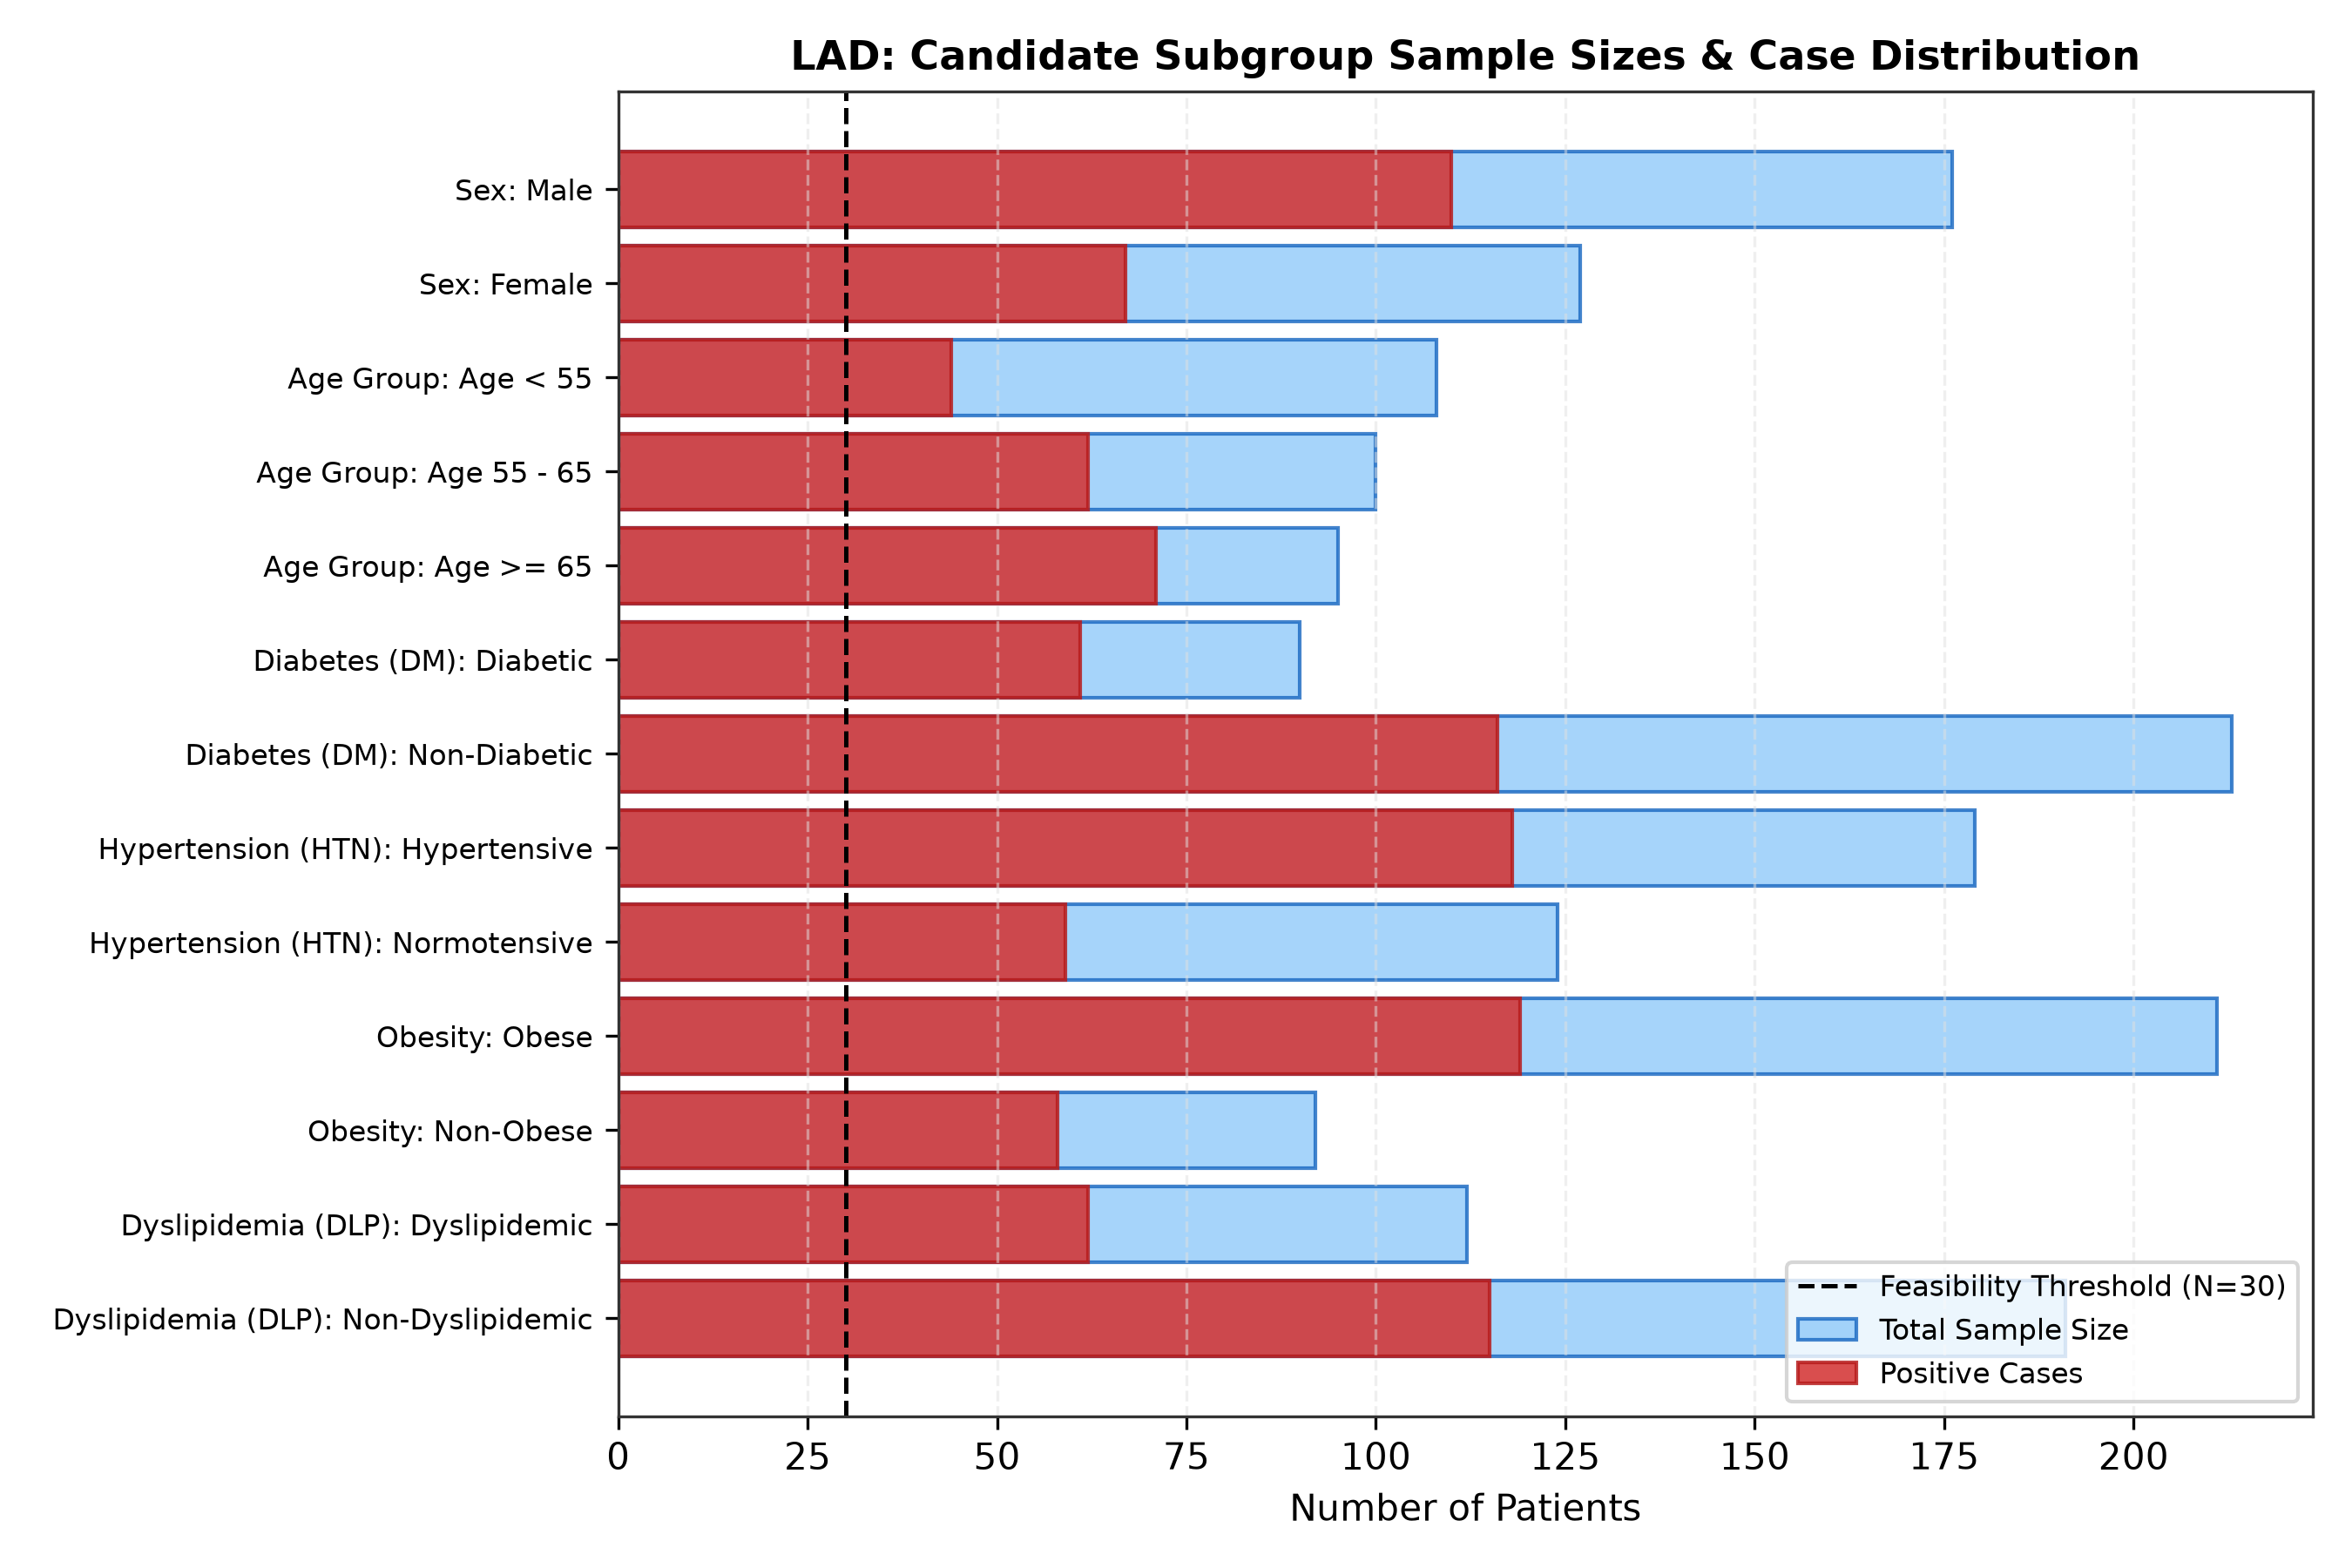 LAD: Candidate Subgroup Sample Sizes & Case Distribution
Sex: Male
Sex: Female
Age Group: Age < 55
Age Group: Age 55 - 65
Age Group: Age >= 65
Diabetes (DM): Diabetic
Diabetes (DM): Non-Diabetic
Hypertension (HTN): Hypertensive
Hypertension (HTN): Normotensive
Obesity: Obese
Obesity: Non-Obese
Dyslipidemia (DLP): Dyslipidemic
Dyslipidemia (DLP): Non-Dyslipidemic
Feasibility Threshold (N=30)
Total Sample Size
Positive Cases
0 25 50 75 100 125 150 175 200
Number of Patients